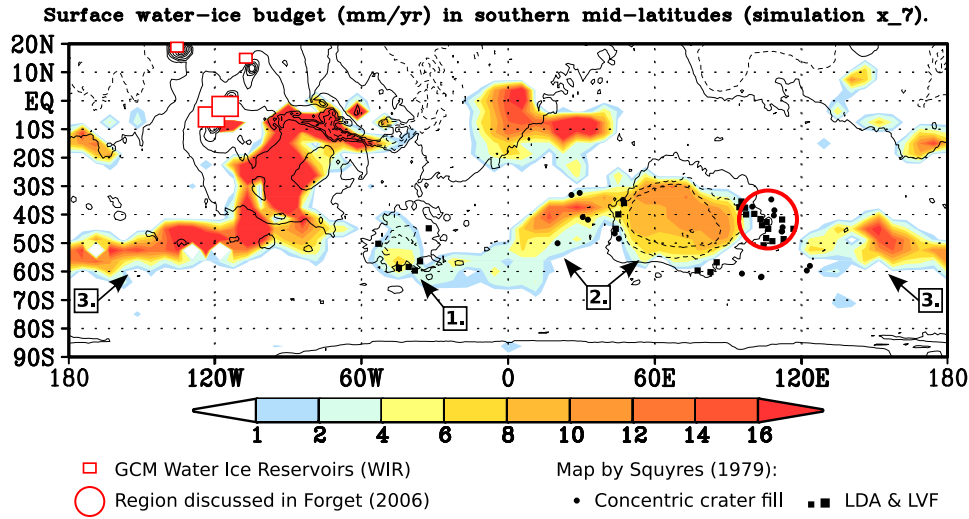 Surface water-ice budget (mm/yr) in southern mid-latitudes (simulation x_7).
20N
10N
EQ
10S
20S
30S
40S
50S
60S
70S
80S
90S
3.
1.
2.
3.
180 120W 60W 0 60E 120E 180
1 2 4 6 8 10 12 14 16
GCM Water Ice Reservoirs (WIR)
Region discussed in Forget (2006)
Map by Squyres (1979):
Concentric crater fill
LDA & LVF